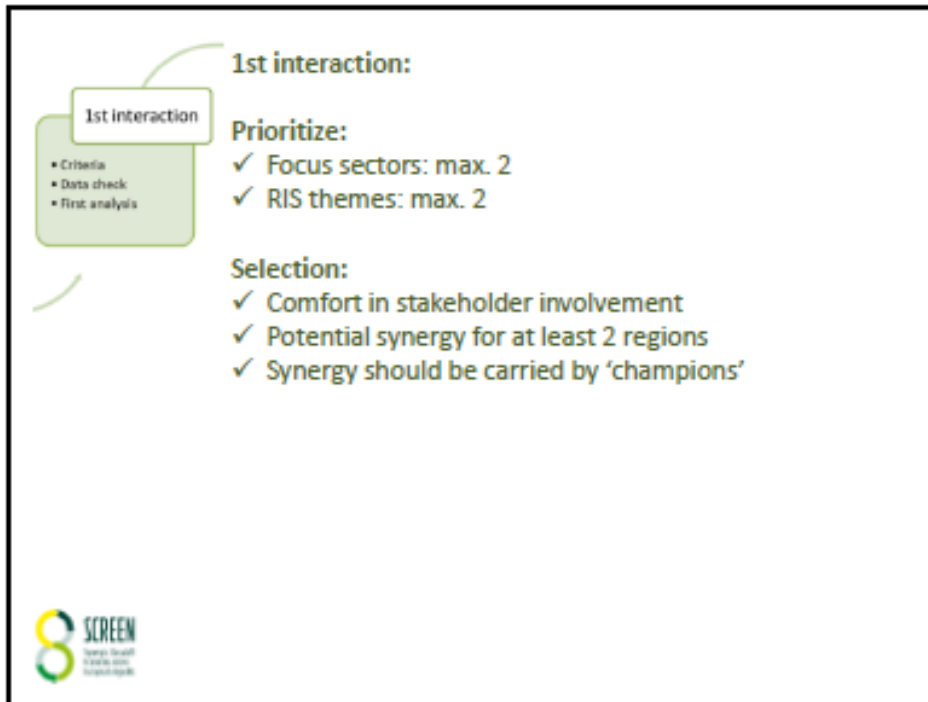 1st interaction:
1st interaction
• Criteria
• Data check
• First analysis
Prioritize:
✓ Focus sectors: max. 2
✓ RIS themes: max. 2
Selection:
✓ Comfort in stakeholder involvement
✓ Potential synergy for at least 2 regions
✓ Synergy should be carried by ‘champions’
SCREEN